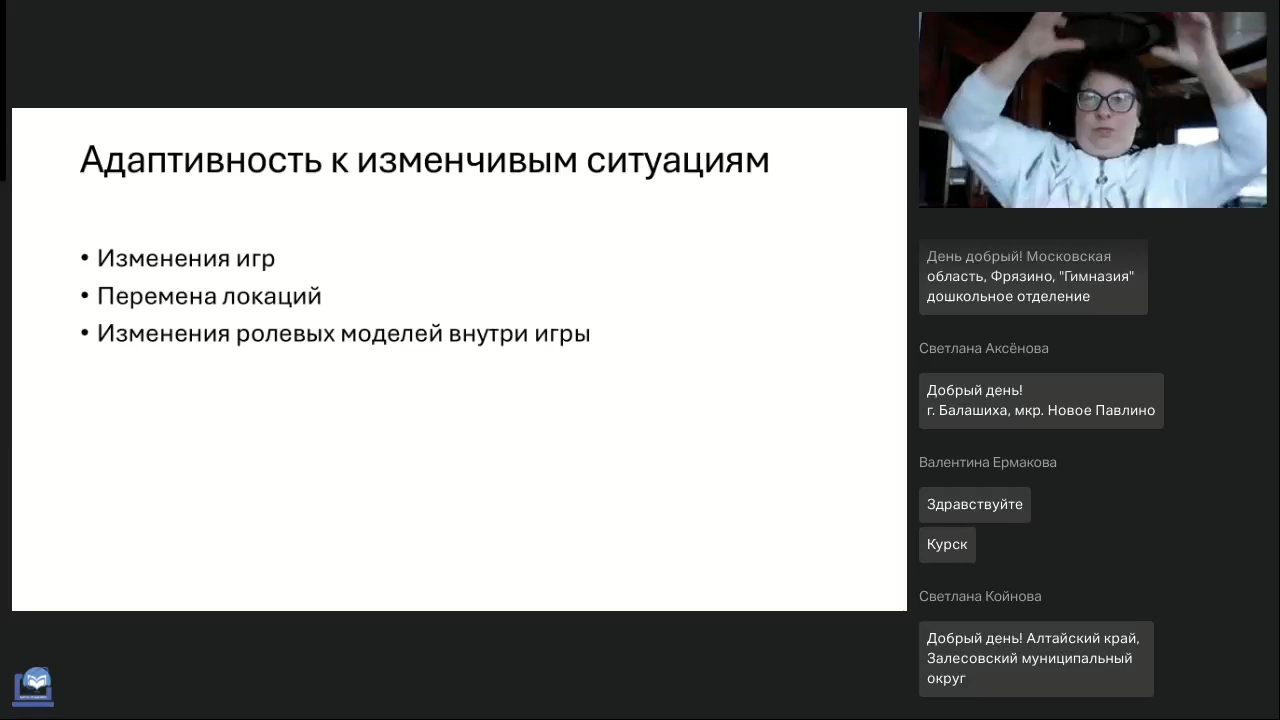 Адаптивность к изменчивым ситуациям
• Изменения игр
• Перемена локаций
• Изменения ролевых моделей внутри игры
День добрый! Московская
область, Фрязино, "Гимназия"
дошкольное отделение
Светлана Аксёнова
Добрый день!
г. Балашиха, мкр. Новое Павлино
Валентина Ермакова
Здравствуйте
Курск
Светлана Койнова
Добрый день! Алтайский край,
Залесовский муниципальный
округ